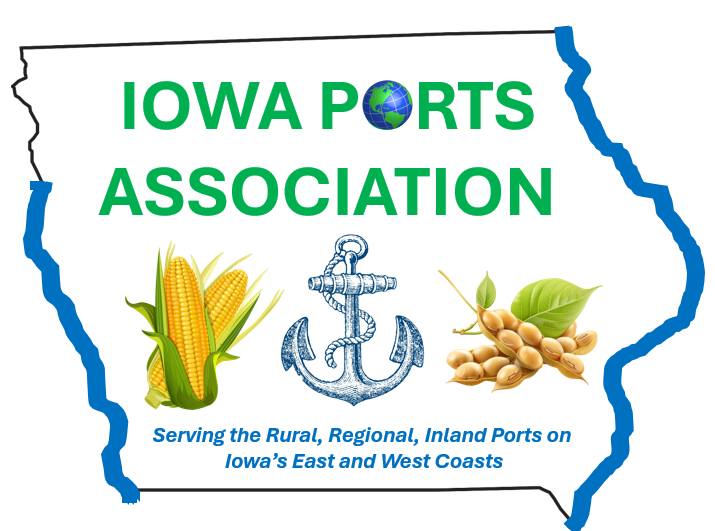 IOWA PORTS
ASSOCIATION
Serving the Rural, Regional, Inland Ports on
Iowa’s East and West Coasts